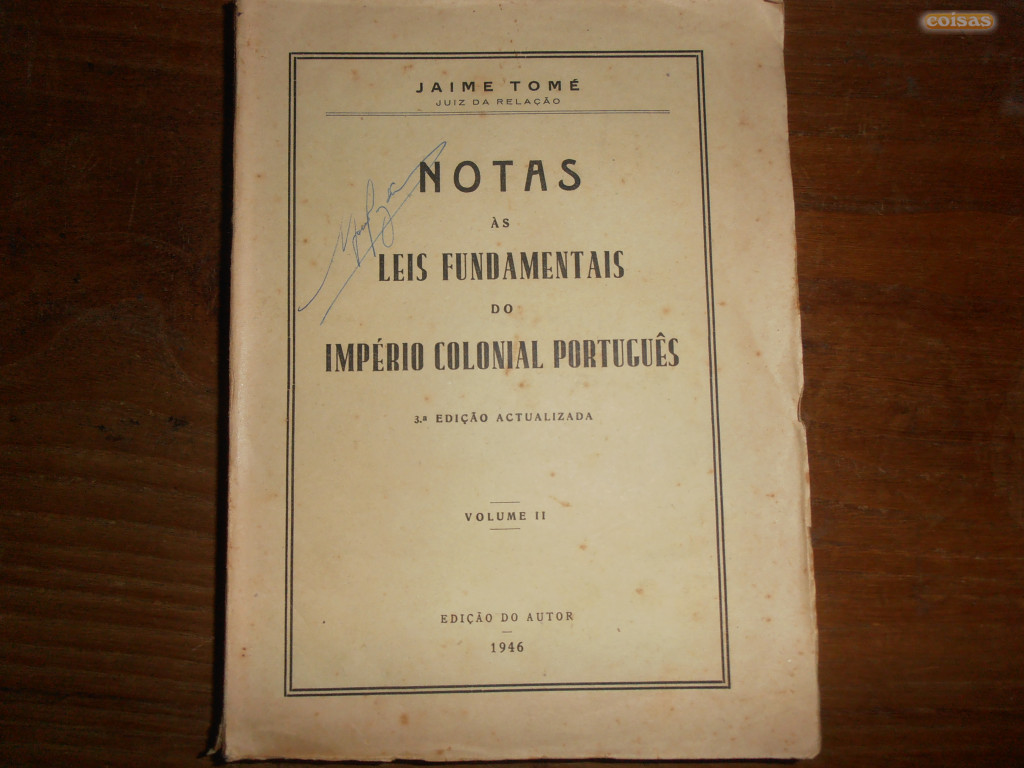 coisas
JAIME TOMÉ
JUIZ DA RELAÇÃO
NOTAS
ÀS
LEIS FUNDAMENTAIS
DO
IMPÉRIO COLONIAL PORTUGUÊS
3.ª EDIÇÃO ACTUALIZADA
VOLUME II
EDIÇÃO DO AUTOR
1946